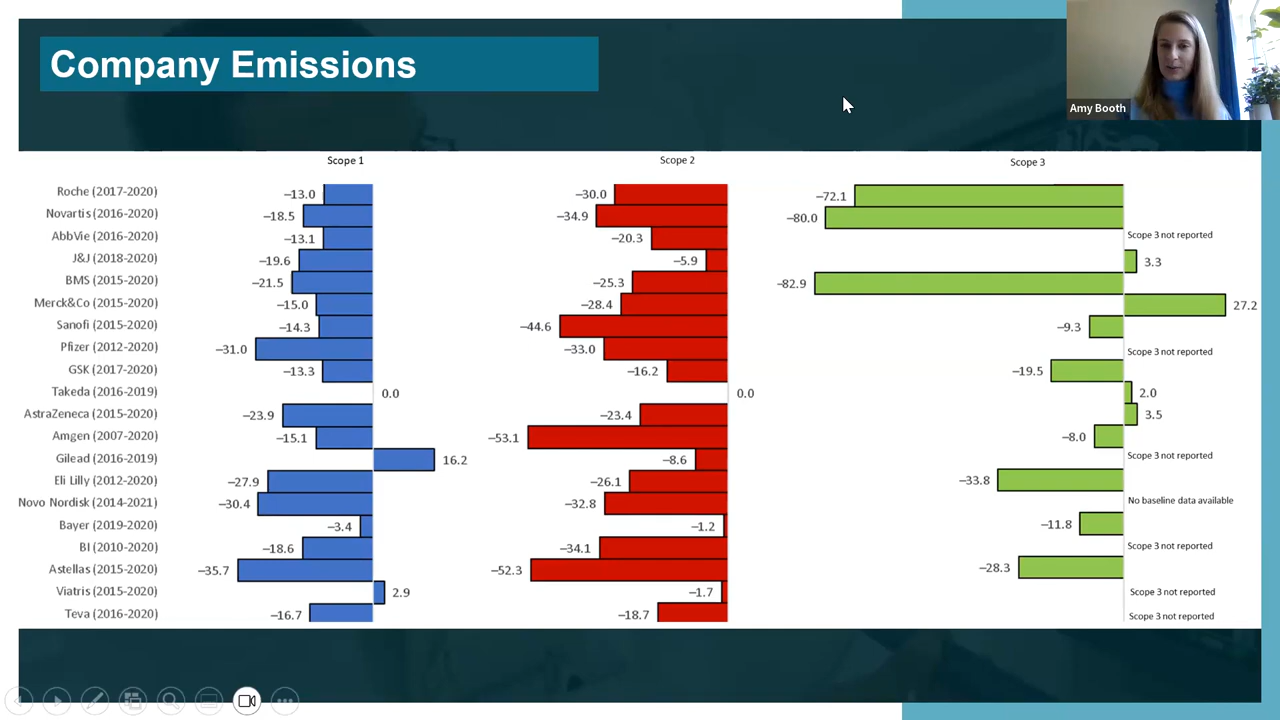 Company Emissions
Amy Booth
Scope 1 Scope 2 Scope 3
Roche (2017-2020) −13.0 −30.0 −72.1
Novartis (2016-2020) −18.5 −34.9 −80.0
AbbVie (2016-2020) −13.1 −20.3 Scope 3 not reported
J&J (2018-2020) −19.6 −5.9 3.3
BMS (2015-2020) −21.5 −25.3 −82.9
Merck&Co (2015-2020) −15.0 −28.4 27.2
Sanofi (2015-2020) −14.3 −44.6 −9.3
Pfizer (2012-2020) −31.0 −33.0 Scope 3 not reported
GSK (2017-2020) −13.3 −16.2 −19.5
Takeda (2016-2019) 0.0 0.0 2.0
AstraZeneca (2015-2020) −23.9 −23.4 3.5
Amgen (2007-2020) −15.1 −53.1 −8.0
Gilead (2016-2019) 16.2 −8.6 Scope 3 not reported
Eli Lilly (2012-2020) −27.9 −26.1 −33.8
Novo Nordisk (2014-2021) −30.4 −32.8 No baseline data available
Bayer (2019-2020) −3.4 −1.2 −11.8
BI (2010-2020) −18.6 −34.1 Scope 3 not reported
Astellas (2015-2020) −35.7 −52.3 −28.3
Viatris (2015-2020) 2.9 −1.7 Scope 3 not reported
Teva (2016-2020) −16.7 −18.7 Scope 3 not reported